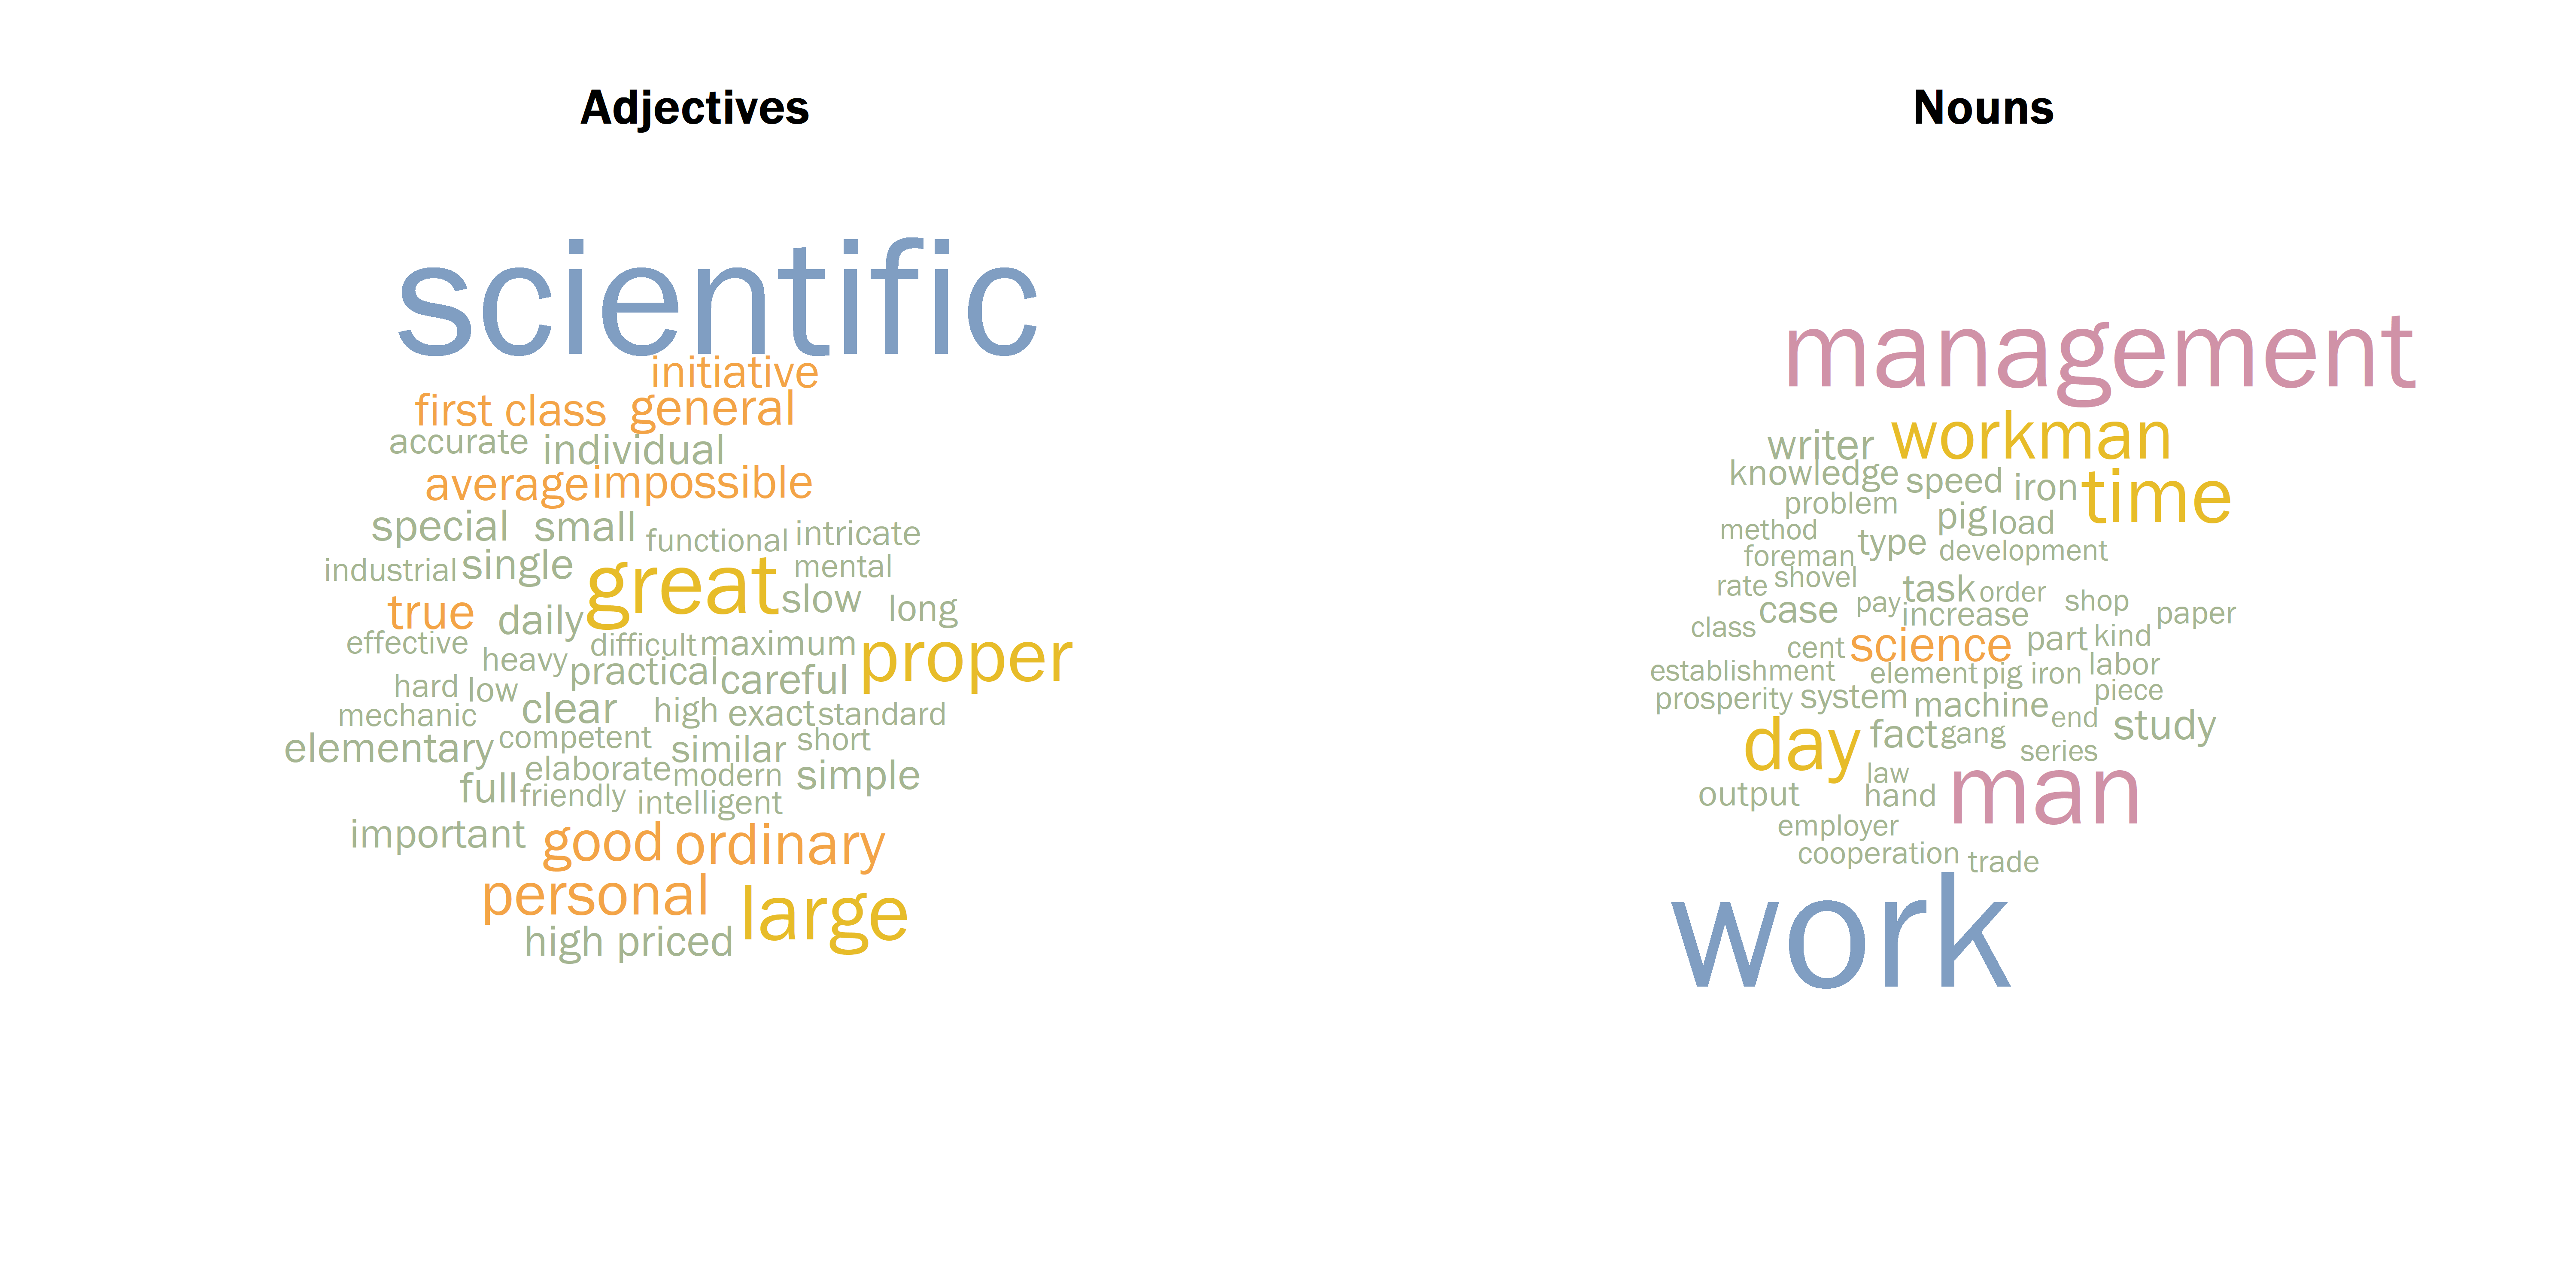 Adjectives
scientific
initiative
first class general
accurate individual
average impossible
special small functional intricate
industrial single great mental
slow long
true daily
effective difficult maximum proper
heavy practical careful
hard low
mechanic clear high exact standard
elementary competent similar short
elaborate modern simple
full friendly intelligent
important good ordinary
personal large
high priced
Nouns
management
writer workman
knowledge speed iron time
problem pig load
method type development
foreman
rate shovel task order shop
class case pay increase paper
cent science part kind
establishment element pig iron labor
prosperity system machine piece
end study
day fact gang series
law
output hand man
employer
cooperation trade
work